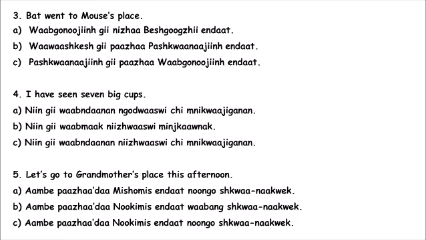 3. Bat went to Mouse's place.
a) Waabgonoojiinh gii nizhaa Beshgoogzhii endaat.
b) Waawaashkesh gii paazhaa Pashkwaanaajiinh endaat.
c) Pashkwaanaajiinh gii paazhaa Waabgonoojiinh endaat.
4. I have seen seven big cups.
a) Niin gii waabndaanan ngodwaaswi chi mnikwaajiganan.
b) Niin gii waabmaak niizhwaaswi minjkaawnak.
c) Niin gii waabndaanan niizhwaaswi chi mnikwaajiganan.
5. Let's go to Grandmother's place this afternoon.
a) Aambe paazhaa'daa Mishomis endaat noongo shkwaa-naakwek.
b) Aambe paazhaa'daa Nookimis endaat waabang shkwaa-naakwek.
c) Aambe paazhaa'daa Nookimis endaat noongo shkwaa-naakwek.